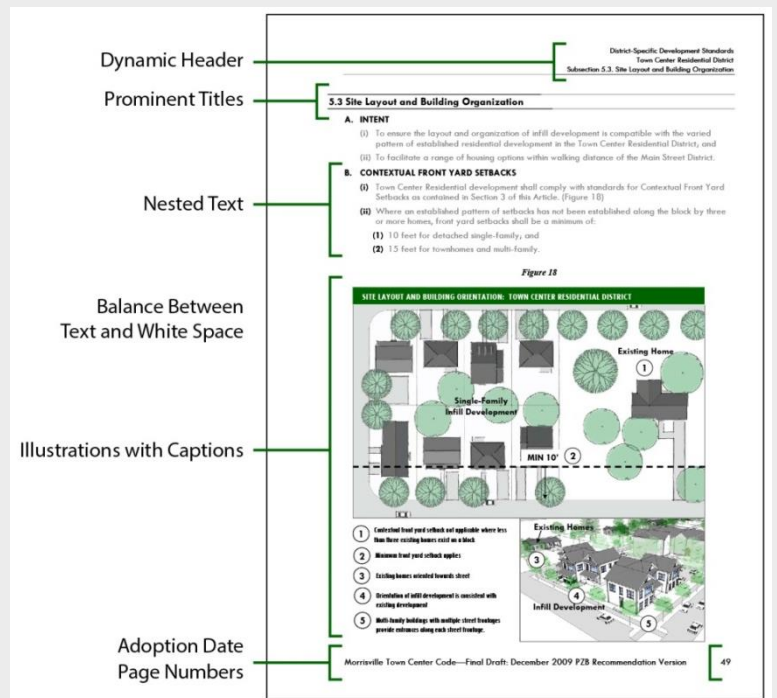 Dynamic Header
Prominent Titles
Nested Text
Balance Between
Text and White Space
Illustrations with Captions
Adoption Date
Page Numbers
District-Specific Development Standards
Town Center Residential District
Subsection 5.3. Site Layout and Building Organization
5.3 Site Layout and Building Organization
A. INTENT
(i) To ensure the layout and organization of infill development is compatible with the varied
pattern of established residential development in the Town Center Residential District; and
(ii) To facilitate a range of housing options within walking distance of the Main Street District.
B. CONTEXTUAL FRONT YARD SETBACKS
(i) Town Center Residential development shall comply with standards for Contextual Front Yard
Setbacks as contained in Section 3 of this Article. (Figure 18)
(ii) Where an established pattern of setbacks has not been established along the block by three
or more homes, front yard setbacks shall be a minimum of:
(1) 10 feet for detached single-family; and
(2) 15 feet for townhomes and multi-family.
Figure 18
SITE LAYOUT AND BUILDING ORIENTATION: TOWN CENTER RESIDENTIAL DISTRICT
Existing Home
1
Single-Family
Infill Development
MIN 10'
2
1 Contextual front yard setback not applicable where less
than three existing homes exist on a block
2 Minimum front yard setback applies
3 Existing homes oriented towards street
4 Orientation of infill development is consistent with
existing development
5 Multi-family buildings with multiple street frontages
provide entrances along each street frontage.
Existing Homes
3
4
Infill Development
5
Morrisville Town Center Code—Final Draft: December 2009 PZB Recommendation Version
49